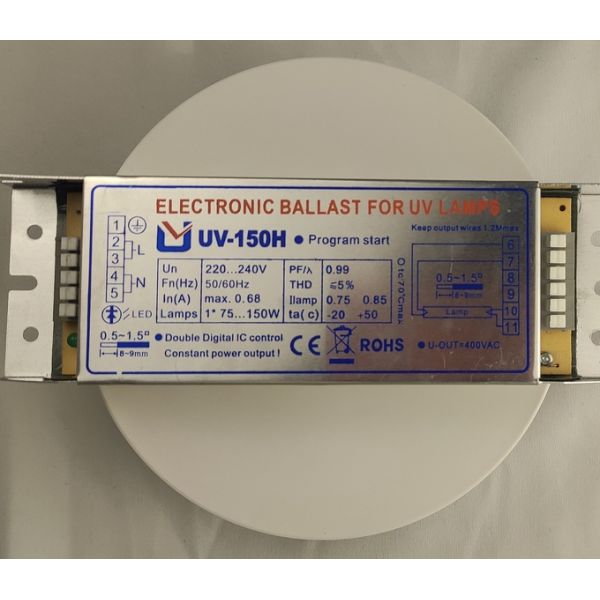 ELECTRONIC BALLAST FOR UV LAMPS
UV-150H
Program start
Keep output wires 1.2Mmax
1
2
3
4
5
L
N
LED
0.5~1.5□
8~9mm
Un 220...240V PF/λ 0.99
Fn(Hz) 50/60Hz THD ≤5%
In(A) max. 0.68 Ilamp 0.75 0.85
Lamps 1* 75...150W ta( c) -20 +50
tc70℃max
6
7
8
9
10
11
0.5~1.5□
8~9mm
Lamp
Double Digital IC control
Constant power output !
CE
ROHS
U-OUT=400VAC